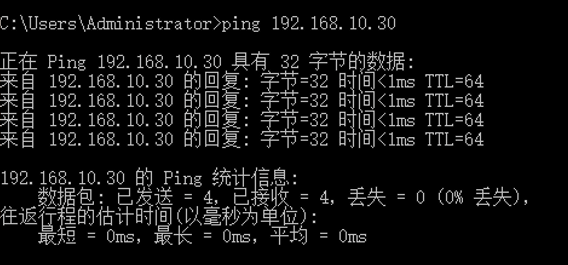 C:\Users\Administrator>ping 192.168.10.30
正在 Ping 192.168.10.30 具有 32 字节的数据:
来自 192.168.10.30 的回复: 字节=32 时间<1ms TTL=64
来自 192.168.10.30 的回复: 字节=32 时间<1ms TTL=64
来自 192.168.10.30 的回复: 字节=32 时间<1ms TTL=64
来自 192.168.10.30 的回复: 字节=32 时间<1ms TTL=64
192.168.10.30 的 Ping 统计信息:
数据包: 已发送 = 4，已接收 = 4，丢失 = 0 (0% 丢失)，
往返行程的估计时间(以毫秒为单位):
最短 = 0ms，最长 = 0ms，平均 = 0ms